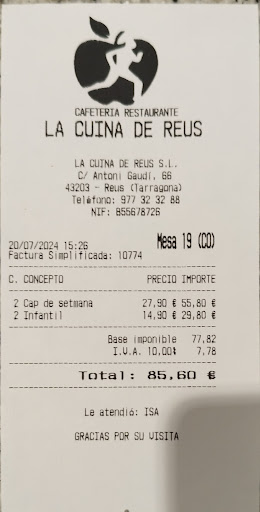 CAFETERIA RESTAURANTE
LA CUINA DE REUS
LA CUINA DE REUS S.L.
C/ Antoni Gaudí, 66
43203 - Reus (Tarragona)
Teléfono: 977 32 32 88
NIF: B55678726
20/07/2024 15:26 Mesa 19 (CO)
Factura Simplificada: 10774
C. CONCEPTO PRECIO IMPORTE
2 Cap de setmana 27,90 € 55,80 €
2 Infantil 14,90 € 29,80 €
Base imponible 77,82
I.V.A. 10,00% 7,78
Total: 85,60 €
Le atendió: ISA
GRACIAS POR SU VISITA